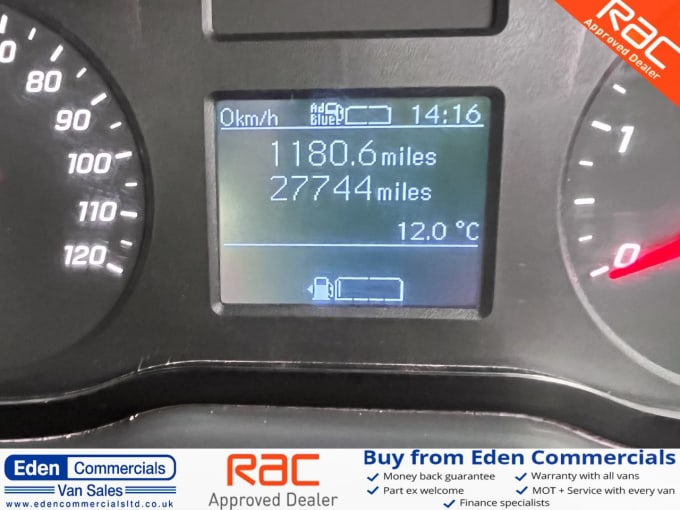 RAC
Approved Dealer
0
80
90
100
110
120
0km/h AdBlue 14:16
1180.6 miles
27744 miles
12.0 °C
1
0
Eden Commercials
Van Sales
www.edencommercialsltd.co.uk
RAC
Approved Dealer
Buy from Eden Commercials
✓ Money back guarantee ✓ Warranty with all vans
✓ Part ex welcome ✓ MOT + Service with every van
✓ Finance specialists